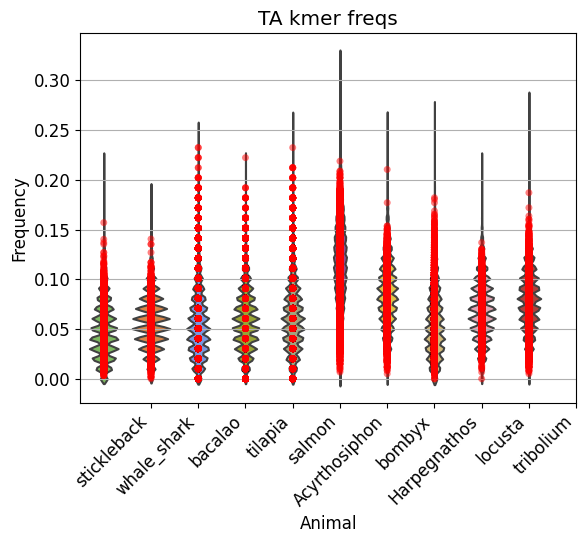 TA kmer freqs
Frequency
0.30
0.25
0.20
0.15
0.10
0.05
0.00
stickleback
whale_shark
bacalao
tilapia
salmon
Acyrthosiphon
bombyx
Harpegnathos
locusta
tribolium
Animal